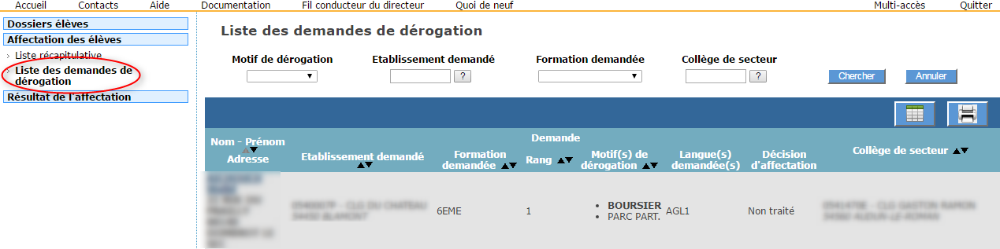 Accueil Contacts Aide Documentation Fil conducteur du directeur Quoi de neuf Multi-accès Quitter
Dossiers élèves
Affectation des élèves
Liste récapitulative
Liste des demandes de
dérogation
Résultat de l'affectation
Liste des demandes de dérogation
Motif de dérogation Etablissement demandé Formation demandée Collège de secteur
? ? Chercher Annuler
Demande
Nom - Prénom
Adresse
Etablissement demandé
Formation
demandée
Rang
Motif(s) de
dérogation
Langue(s)
demandée(s)
Décision
d'affectation
Collège de secteur
6EME 1
• BOURSIER
• PARC PART.
AGL1 Non traité